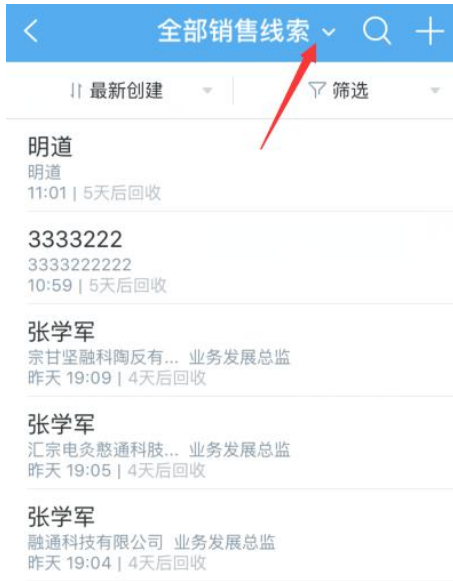 全部销售线索
最新创建 筛选
明道
明道
11:01 | 5天后回收
3333222
3333222222
10:59 | 5天后回收
张学军
宗甘坚融科陶反有... 业务发展总监
昨天 19:09 | 4天后回收
张学军
汇宗电灸憨通科肢... 业务发展总监
昨天 19:05 | 4天后回收
张学军
融通科技有限公司 业务发展总监
昨天 19:04 | 4天后回收